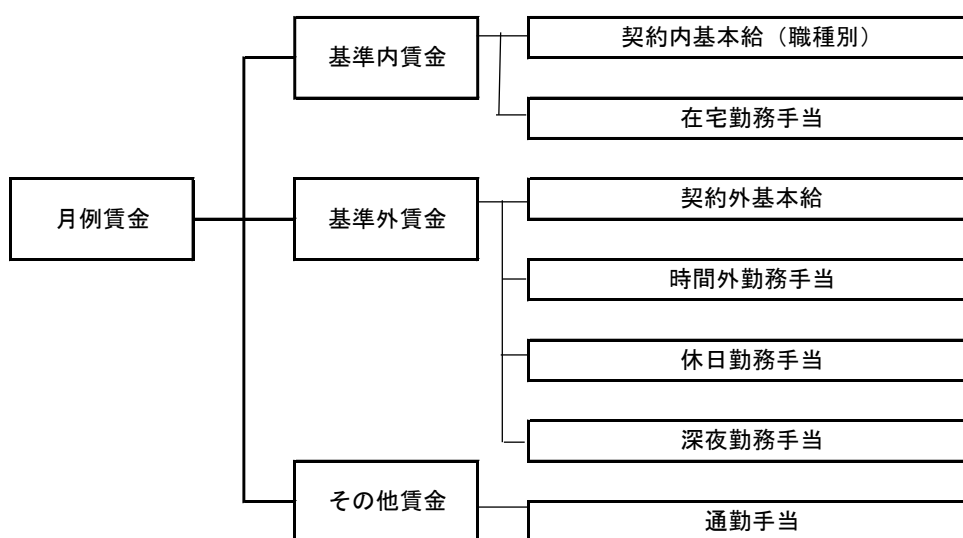 月例賃金
基準内賃金
契約内基本給（職種別）
在宅勤務手当
基準外賃金
契約外基本給
時間外勤務手当
休日勤務手当
深夜勤務手当
その他賃金
通勤手当